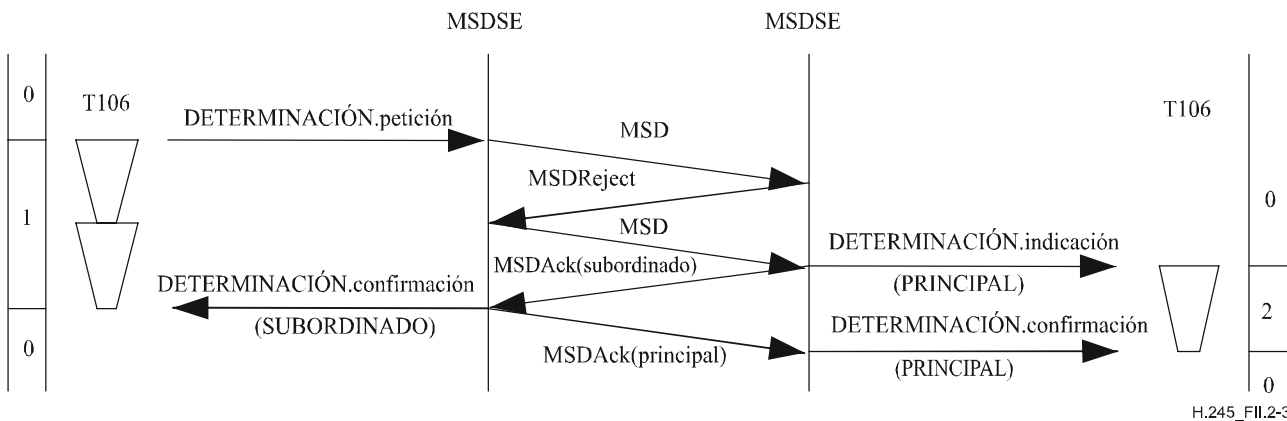 MSDSE
MSDSE
0
T106
T106
DETERMINACIÓN.petición
MSD
MSDReject
1
0
MSD
DETERMINACIÓN.indicación
MSDAck(subordinado)
(PRINCIPAL)
DETERMINACIÓN.confirmación
(SUBORDINADO)
DETERMINACIÓN.confirmación
2
0
MSDAck(principal)
(PRINCIPAL)
0
H.245_FII.2-3